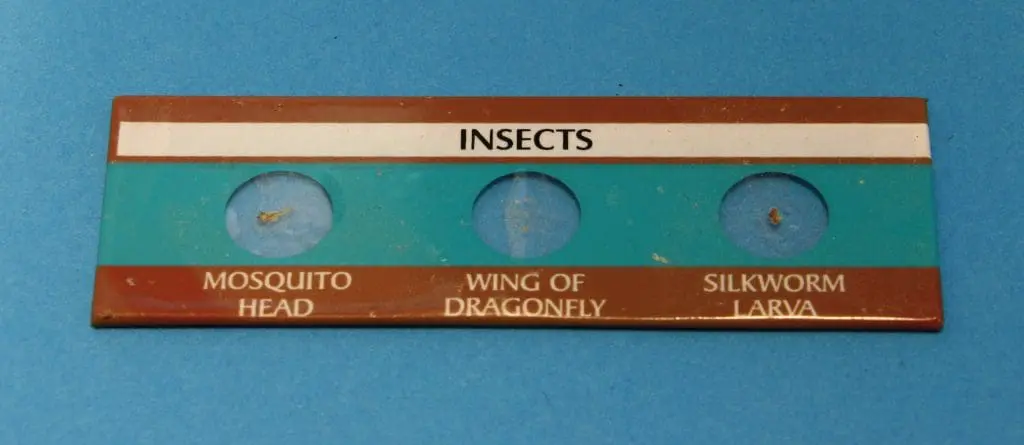 INSECTS
MOSQUITO
HEAD
WING OF
DRAGONFLY
SILKWORM
LARVA